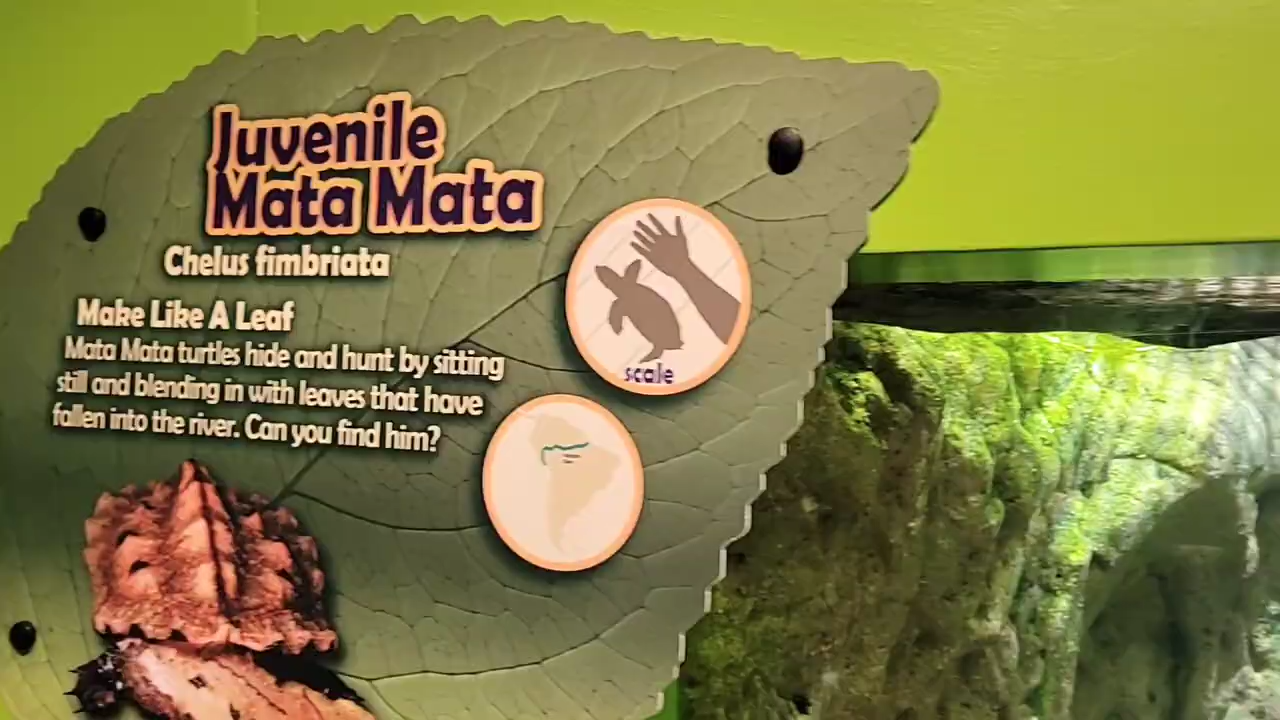 Juvenile
Mata Mata
Chelus fimbriata
Make Like A Leaf
Mata Mata turtles hide and hunt by sitting
still and blending in with leaves that have
fallen into the river. Can you find him?
scale